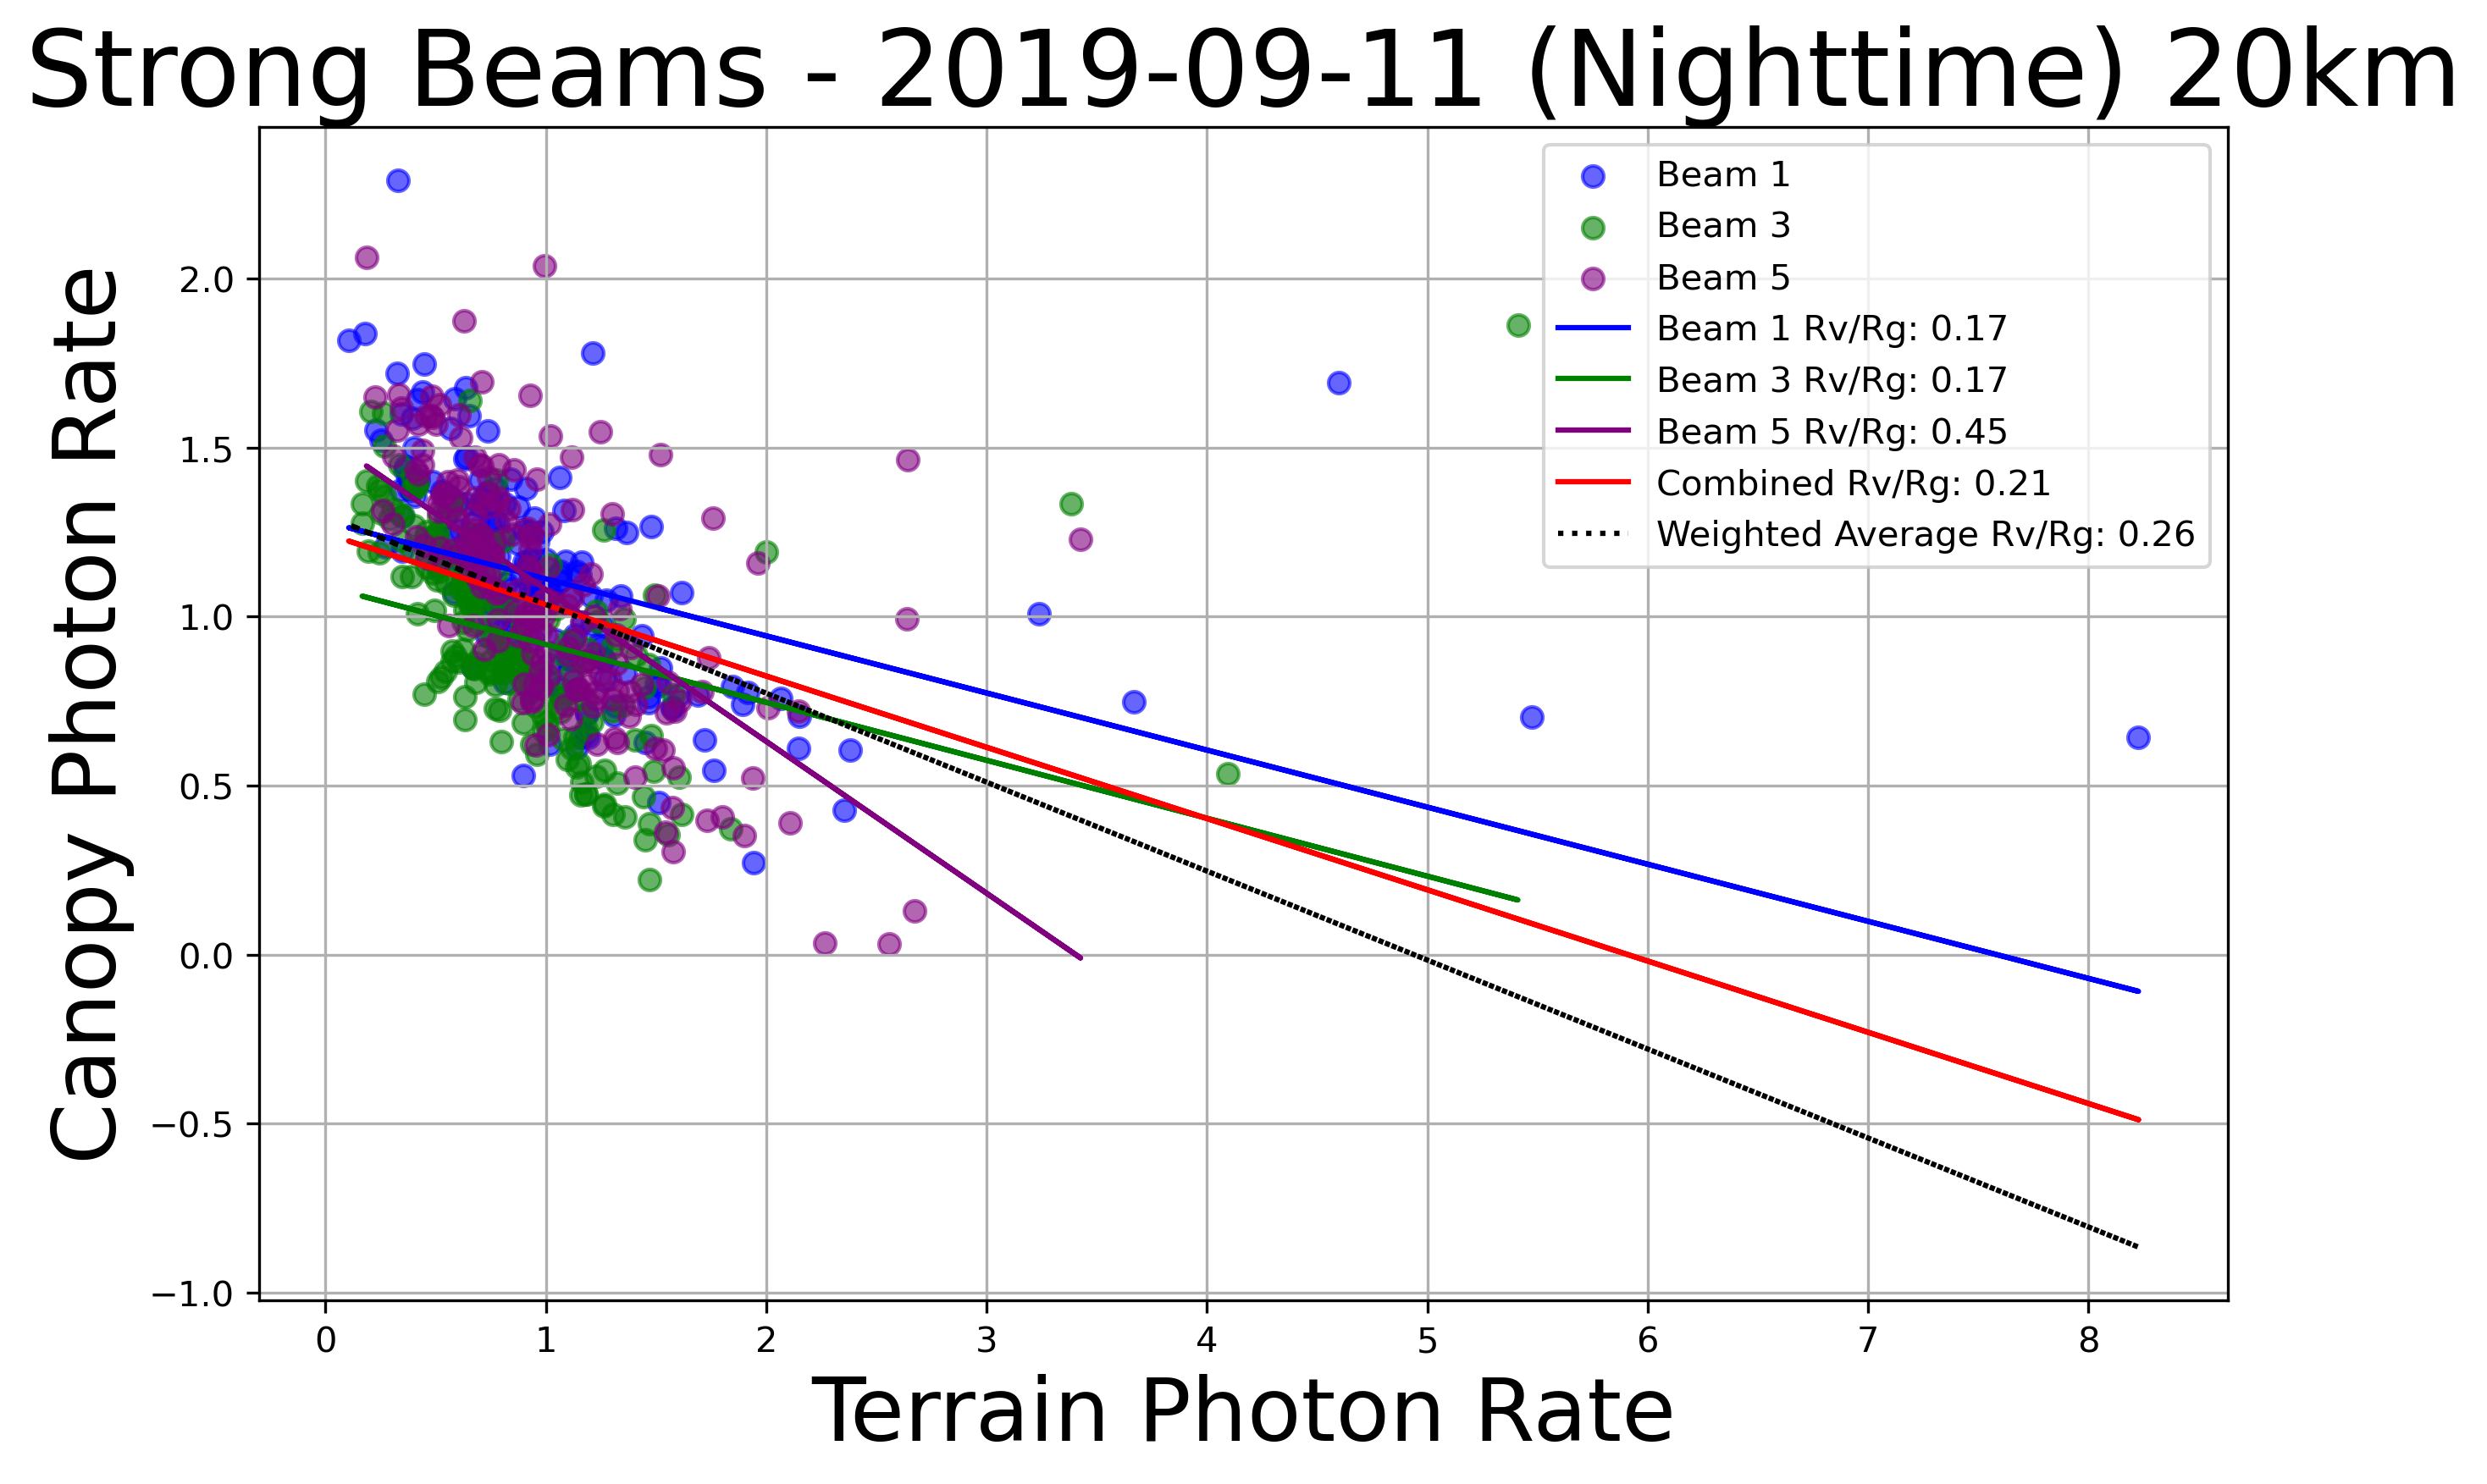 Strong Beams - 2019-09-11 (Nighttime) 20km
Canopy Photon Rate
2.0
1.5
1.0
0.5
0.0
−0.5
−1.0
Beam 1
Beam 3
Beam 5
Beam 1 Rv/Rg: 0.17
Beam 3 Rv/Rg: 0.17
Beam 5 Rv/Rg: 0.45
Combined Rv/Rg: 0.21
Weighted Average Rv/Rg: 0.26
0 1 2 3 4 5 6 7 8
Terrain Photon Rate